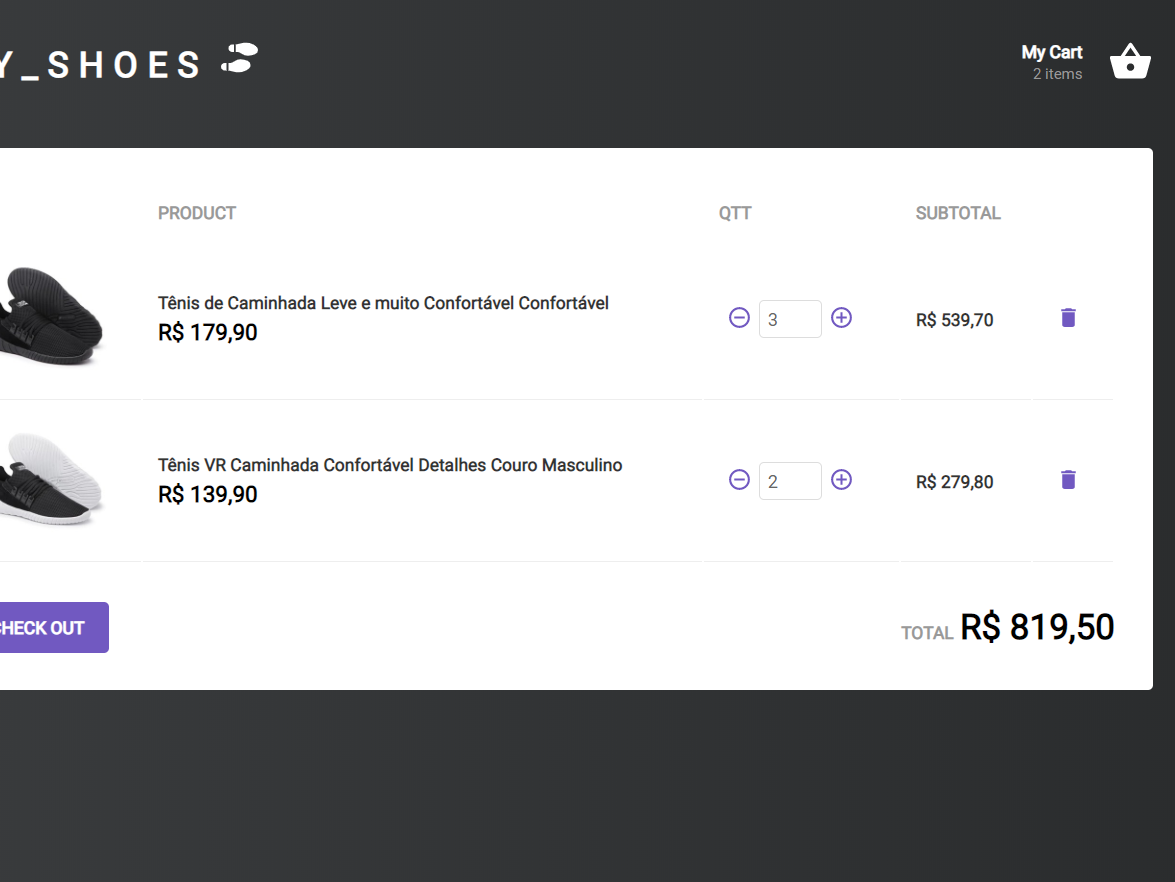 Y_SHOES
My Cart
2 items
PRODUCT QTT SUBTOTAL
Tênis de Caminhada Leve e muito Confortável Confortável
R$ 179,90
3
R$ 539,70
Tênis VR Caminhada Confortável Detalhes Couro Masculino
R$ 139,90
2
R$ 279,80
CHECK OUT
TOTAL R$ 819,50